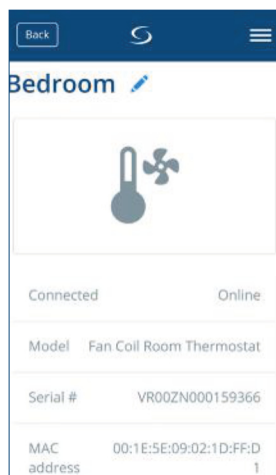 Back
Bedroom
Connected Online
Model Fan Coil Room Thermostat
Serial # VR00ZN000159366
MAC 00:1E:5E:09:02:1D:FF:D
address 1